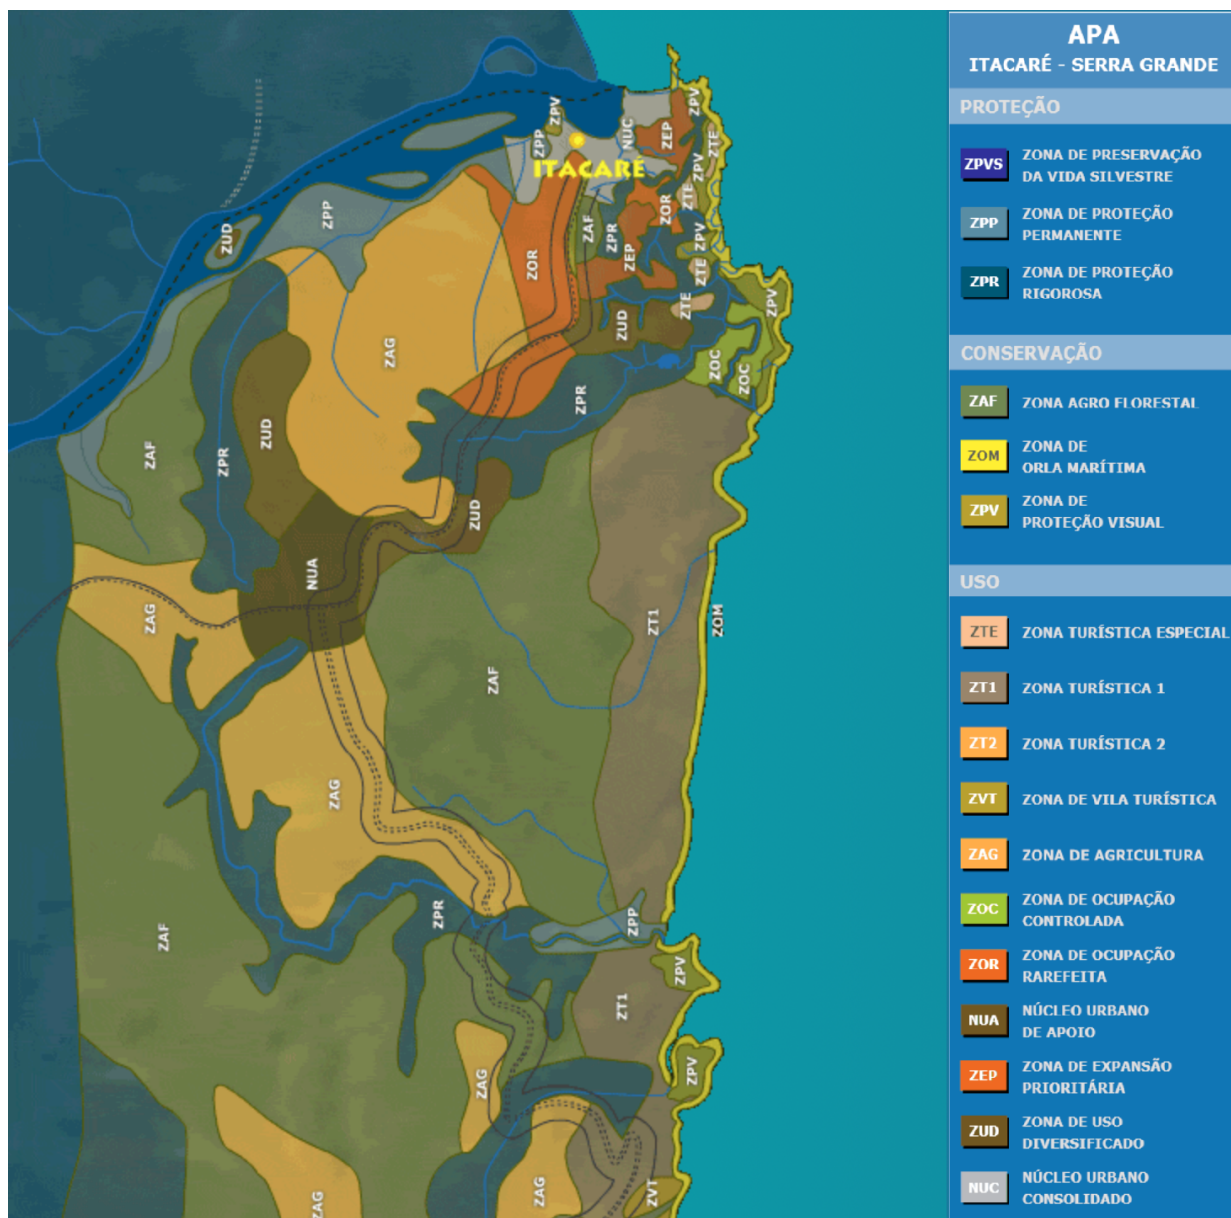 APA
ITACARÉ - SERRA GRANDE
PROTEÇÃO
ZPVS
ZONA DE PRESERVAÇÃO
DA VIDA SILVESTRE
ZPP
ZONA DE PROTEÇÃO
PERMANENTE
ZPR
ZONA DE PROTEÇÃO
RIGOROSA
CONSERVAÇÃO
ZAF
ZONA AGRO FLORESTAL
ZOM
ZONA DE
ORLA MARÍTIMA
ZPV
ZONA DE
PROTEÇÃO VISUAL
USO
ZTE
ZONA TURÍSTICA ESPECIAL
ZT1
ZONA TURÍSTICA 1
ZT2
ZONA TURÍSTICA 2
ZVT
ZONA DE VILA TURÍSTICA
ZAG
ZONA DE AGRICULTURA
ZOC
ZONA DE OCUPAÇÃO
CONTROLADA
ZOR
ZONA DE OCUPAÇÃO
RAREFEITA
NUA
NÚCLEO URBANO
DE APOIO
ZEP
ZONA DE EXPANSÃO
PRIORITÁRIA
ZUD
ZONA DE USO
DIVERSIFICADO
NUC
NÚCLEO URBANO
CONSOLIDADO
ZPV
ZPV
ZPP
NUC
ZEP
ZTE
ZPV
ITACARÉ
ZTE
ZOR
ZPP
ZUD
ZAF
ZPR
ZEP
ZPV
ZOR
ZTE
ZTE
ZPV
ZUD
ZAG
ZOC
ZOC
ZPR
ZUD
ZAF
ZPR
ZUD
NUA
ZAG
ZT1
ZOM
ZAF
ZAG
ZAF
ZPR
ZPP
ZPV
ZT1
ZPV
ZAG
ZAG
ZAG
ZVT